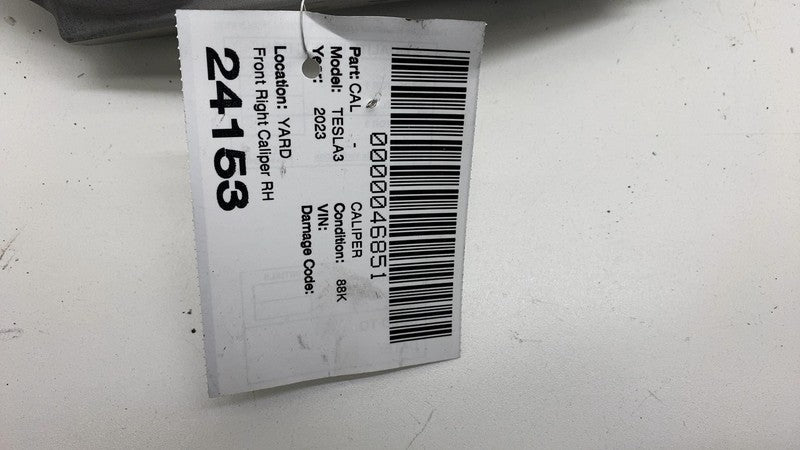 0000046851
Part: CAL - CALIPER
Model: TESLA3 Condition: 88K
Year: 2023 VIN:
Damage Code:
Location: YARD
Front Right Caliper RH
24153